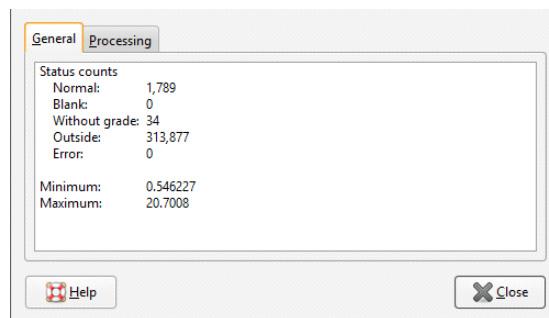 General Processing
Status counts
Normal: 1,789
Blank: 0
Without grade: 34
Outside: 313,877
Error: 0
Minimum: 0.546227
Maximum: 20.7008
Help Close